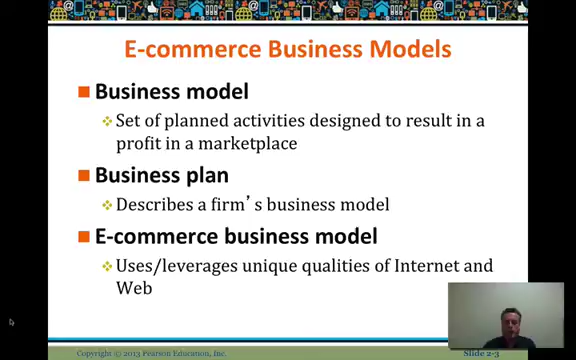 E-commerce Business Models
Business model
Set of planned activities designed to result in a
profit in a marketplace
Business plan
Describes a firm's business model
E-commerce business model
Uses/leverages unique qualities of Internet and
Web
Copyright © 2013 Pearson Education, Inc.
Slide 2-3